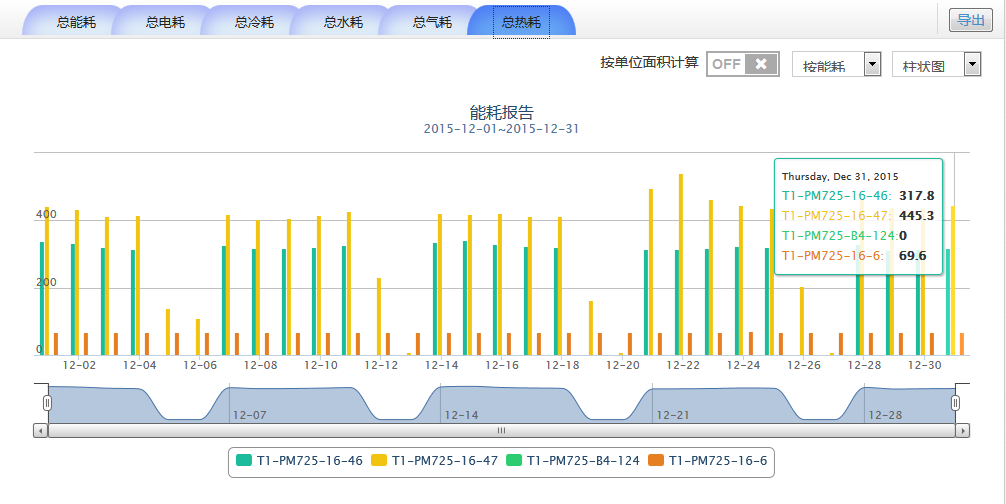 总能耗 总电耗 总冷耗 总水耗 总气耗 总热耗 导出
按单位面积计算 OFF 按能耗 柱状图
能耗报告
2015-12-01~2015-12-31
Thursday, Dec 31, 2015
T1-PM725-16-46: 317.8
T1-PM725-16-47: 445.3
T1-PM725-B4-124:0
T1-PM725-16-6: 69.6
400
200
0
12-02 12-04 12-06 12-08 12-10 12-12 12-14 12-16 12-18 12-20 12-22 12-24 12-26 12-28 12-30
12-07 12-14 12-21 12-28
T1-PM725-16-46 T1-PM725-16-47 T1-PM725-B4-124 T1-PM725-16-6